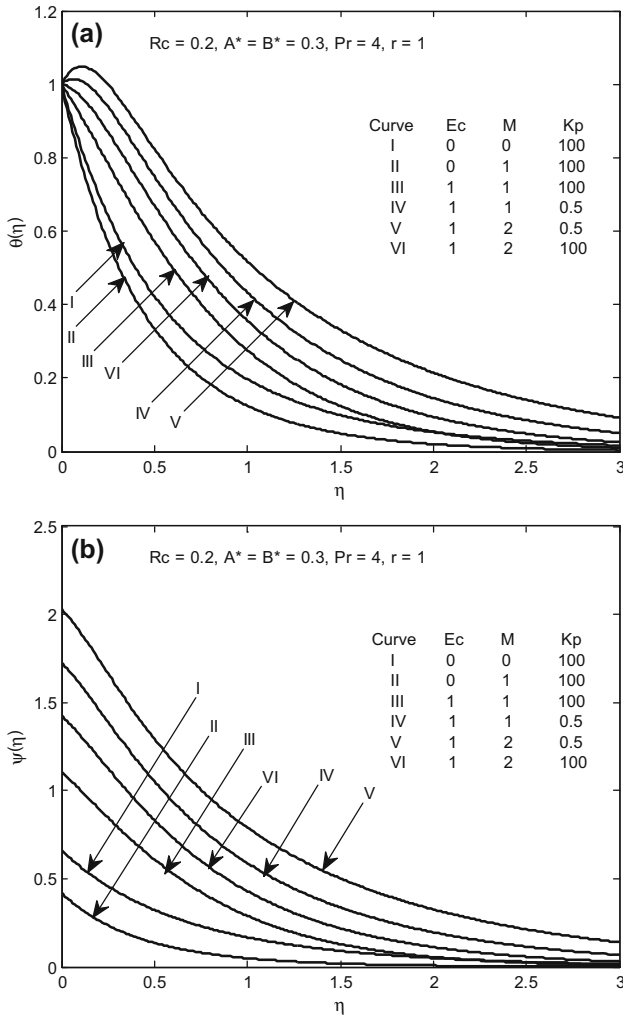 (a)
Rc = 0.2, A* = B* = 0.3, Pr = 4, r = 1
Curve Ec M Kp
I 0 0 100
II 0 1 100
III 1 1 100
IV 1 1 0.5
V 1 2 0.5
VI 1 2 100
1.2
1
0.8
0.6
0.4
0.2
0
θ(η)
I
II
III
VI
IV
V
0 0.5 1 1.5 2 2.5 3
η
(b)
Rc = 0.2, A* = B* = 0.3, Pr = 4, r = 1
Curve Ec M Kp
I 0 0 100
II 0 1 100
III 1 1 100
IV 1 1 0.5
V 1 2 0.5
VI 1 2 100
2.5
2
1.5
1
0.5
0
ψ(η)
I
II
III
VI
IV
V
0 0.5 1 1.5 2 2.5 3
η